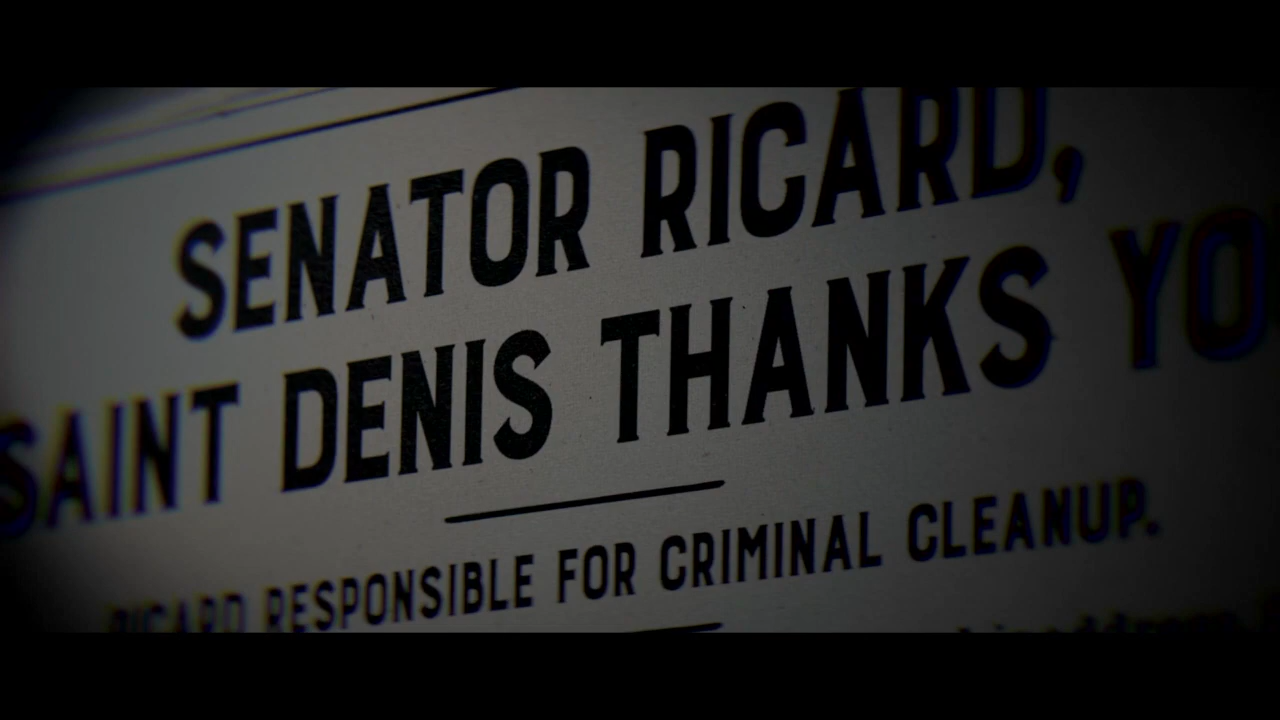 SENATOR RICARD,
SAINT DENIS THANKS YO
RICARD RESPONSIBLE FOR CRIMINAL CLEANUP.